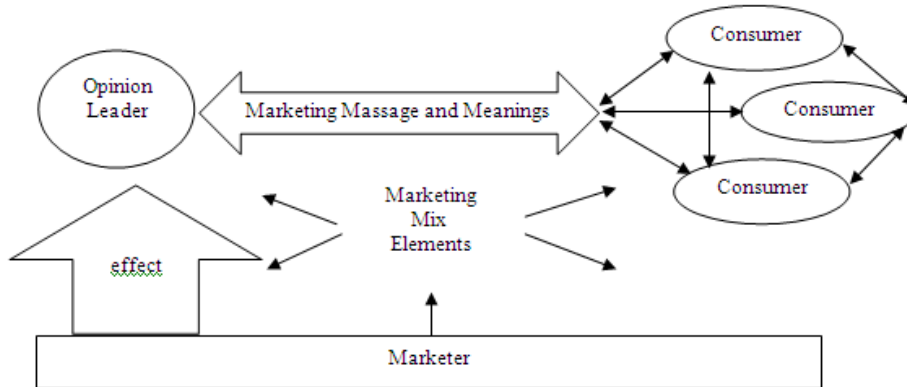 Consumer
Opinion
Leader
Marketing Massage and Meanings
Consumer
Consumer
Marketing
Mix
Elements
effect
Marketer